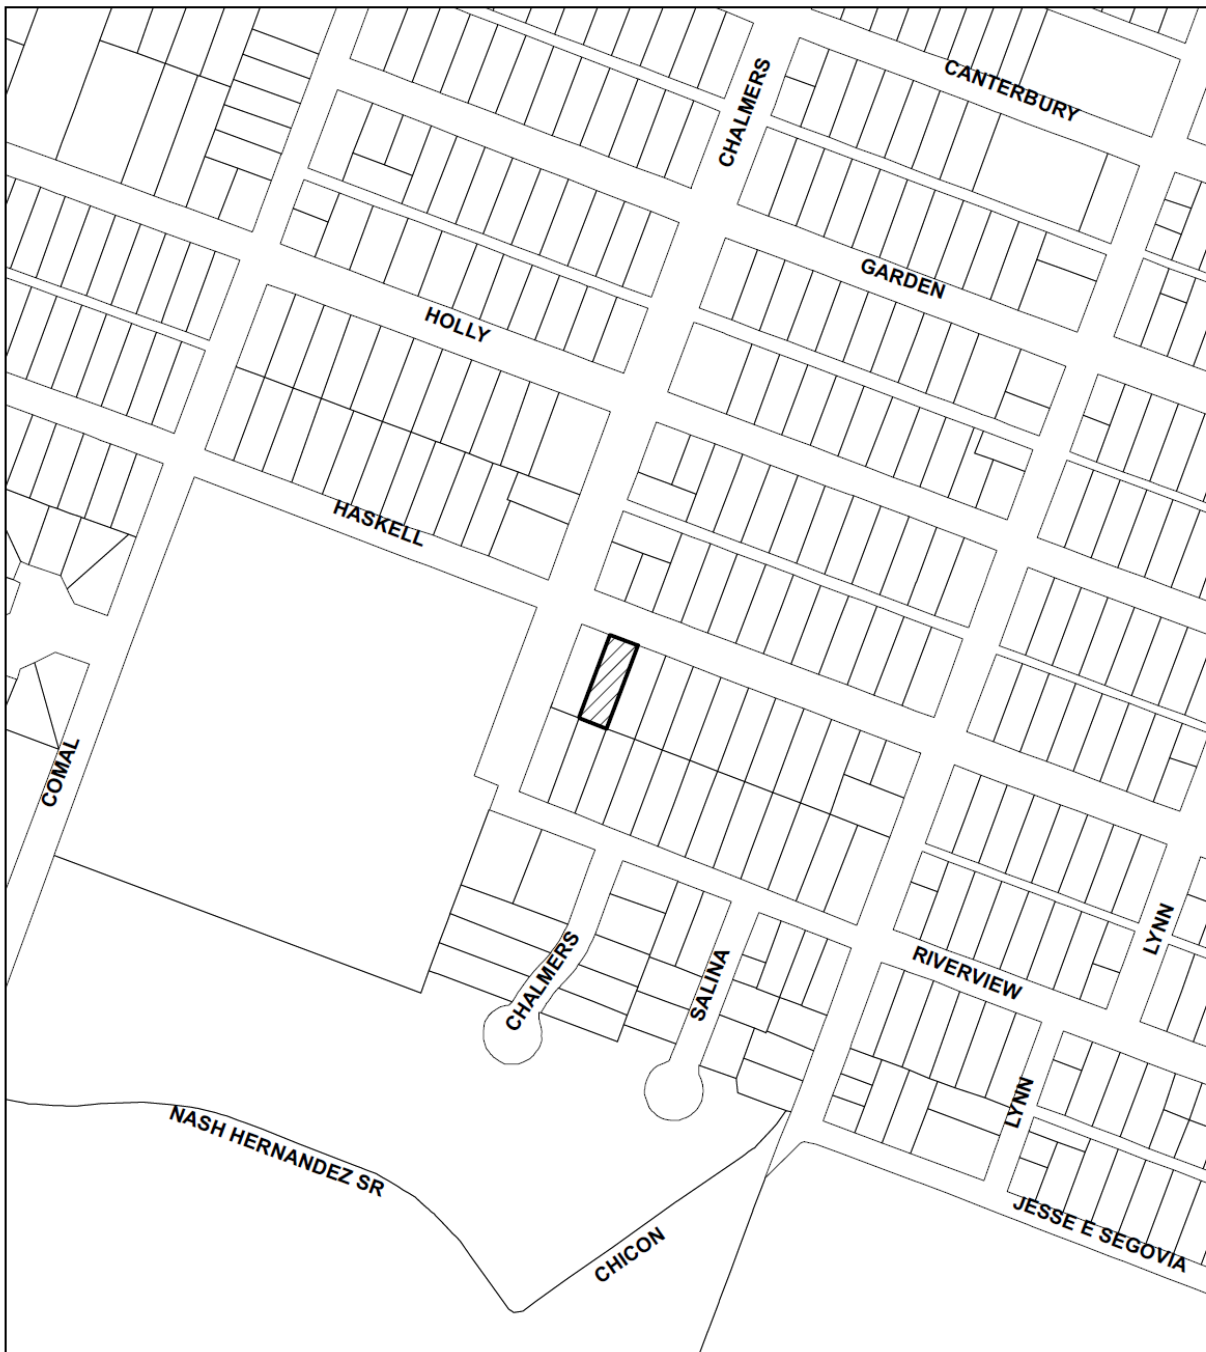 CANTERBURY
CHALMERS
GARDEN
HOLLY
HASKELL
COMAL
LYNN
CHALMERS
RIVERVIEW
SALINA
LYNN
NASH HERNANDEZ SR
JESSE E SEGOVIA
CHICON